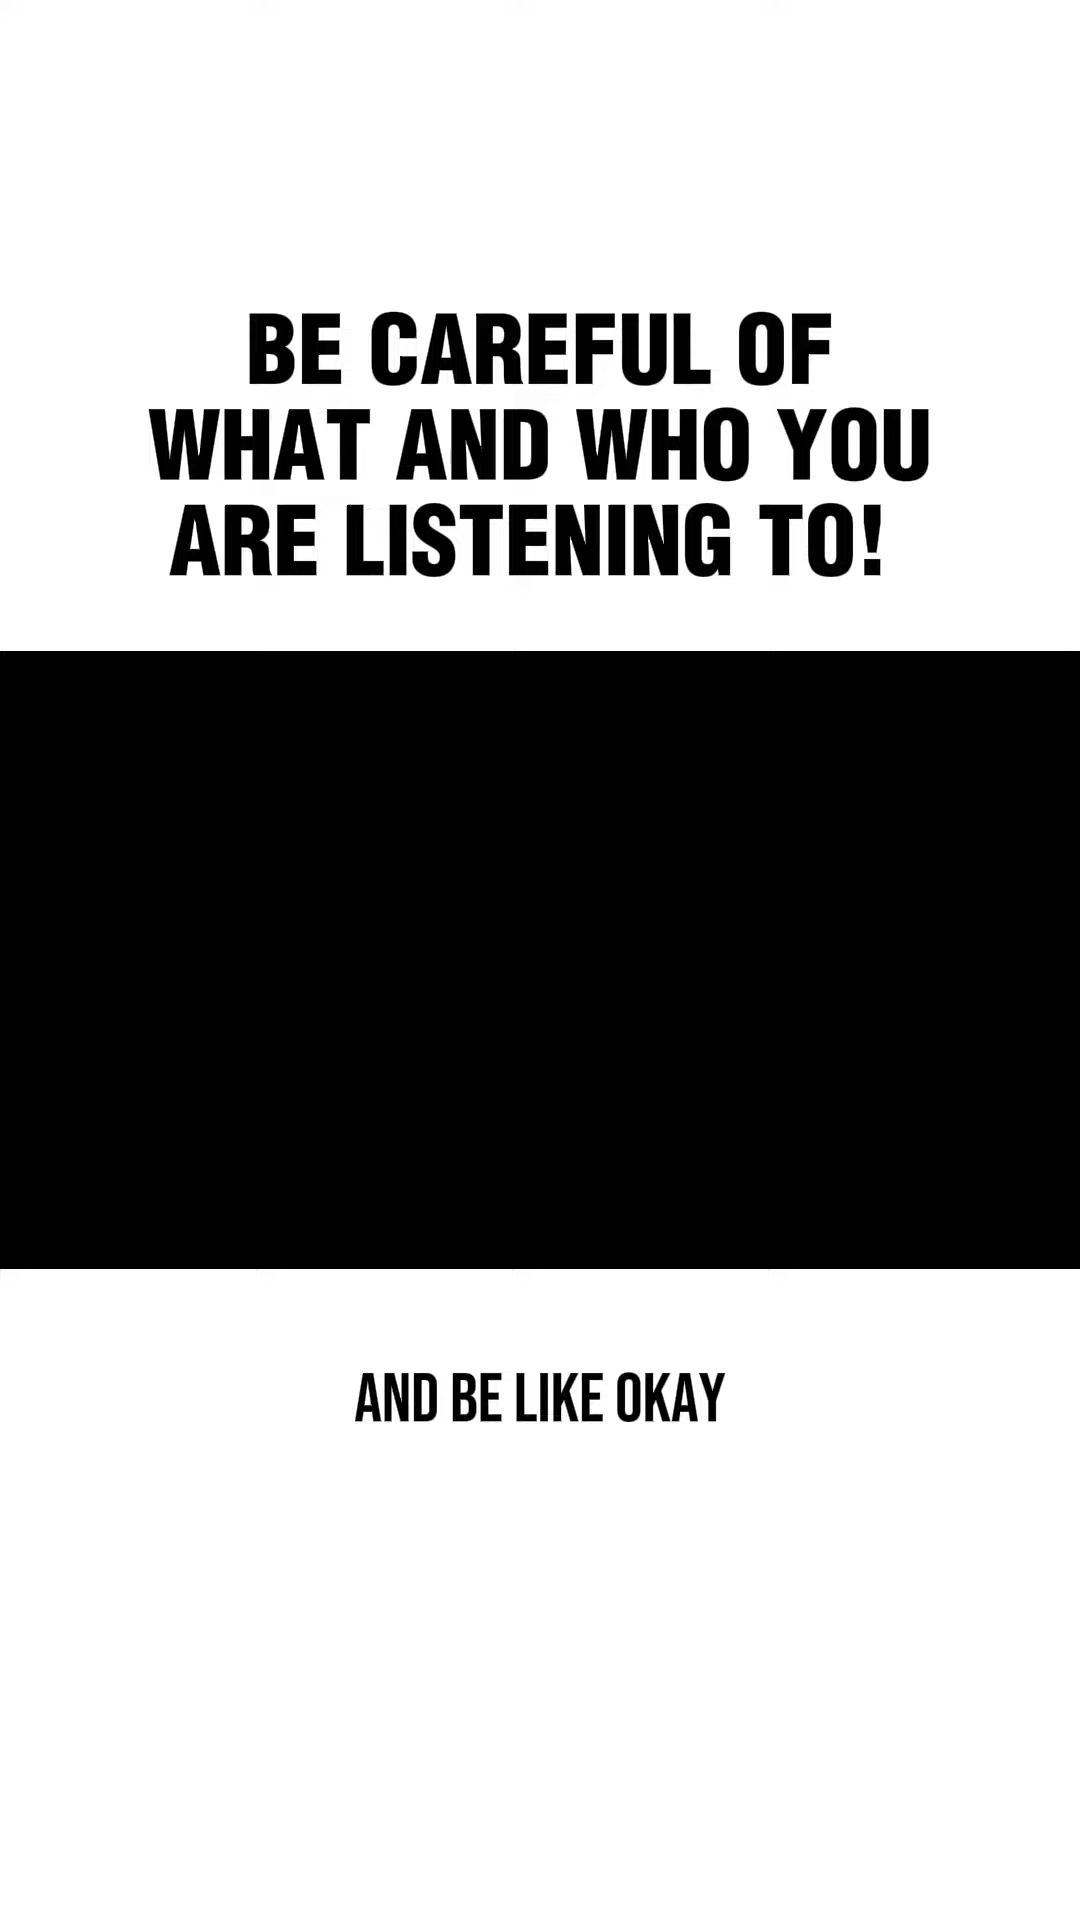 BE CAREFUL OF
WHAT AND WHO YOU
ARE LISTENING TO!
AND BE LIKE OKAY